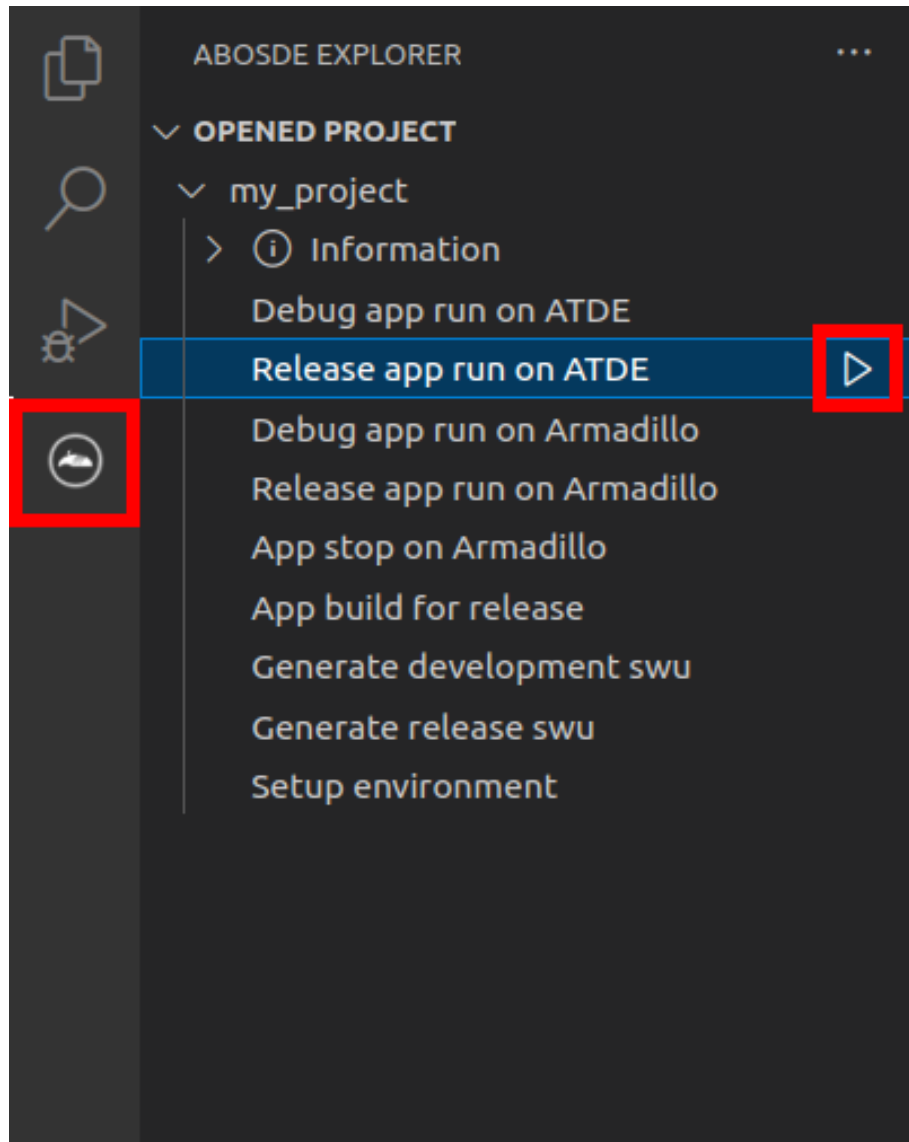 ABOSDE EXPLORER
OPENED PROJECT
my_project
Information
Debug app run on ATDE
Release app run on ATDE
Debug app run on Armadillo
Release app run on Armadillo
App stop on Armadillo
App build for release
Generate development swu
Generate release swu
Setup environment